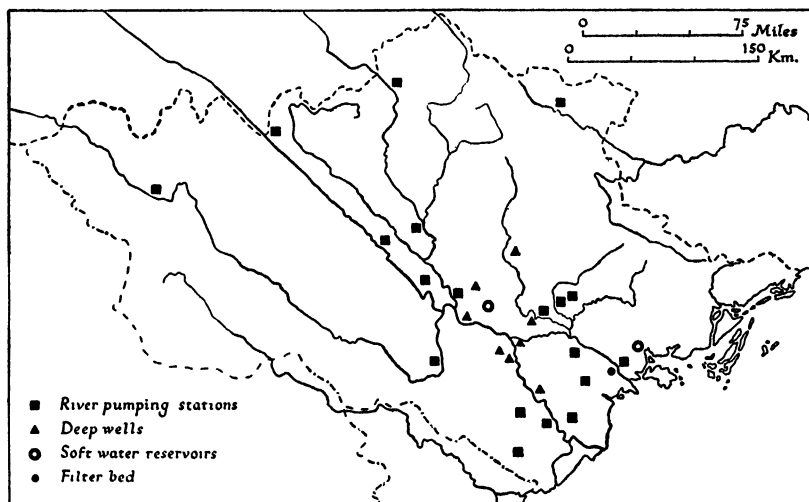 0 75 Miles
0 150 Km.
River pumping stations
Deep wells
Soft water reservoirs
Filter bed